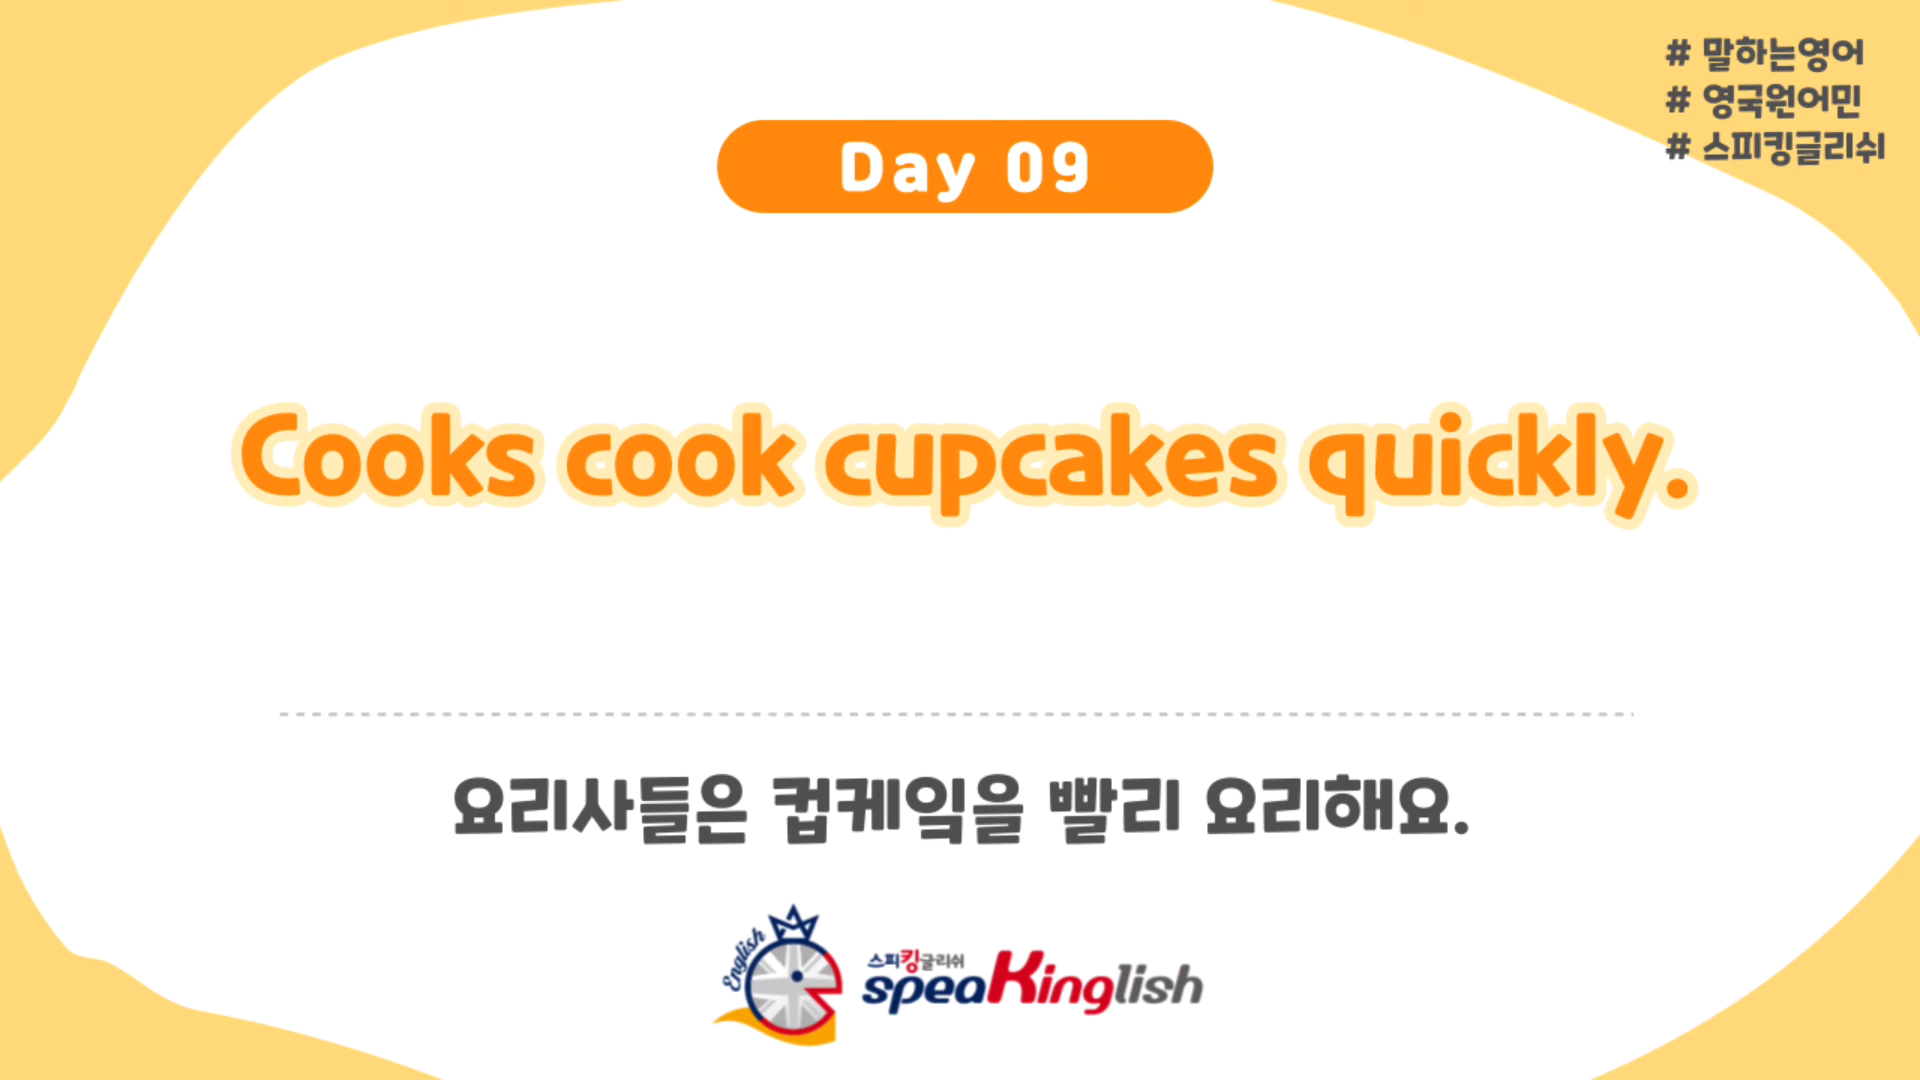 # 말하는영어
# 영국원어민
# 스피킹글리쉬
Day 09
Cooks cook cupcakes quickly.
요리사들은 컵케잌을 빨리 요리해요.
English
스피킹글리쉬
speaKinglish